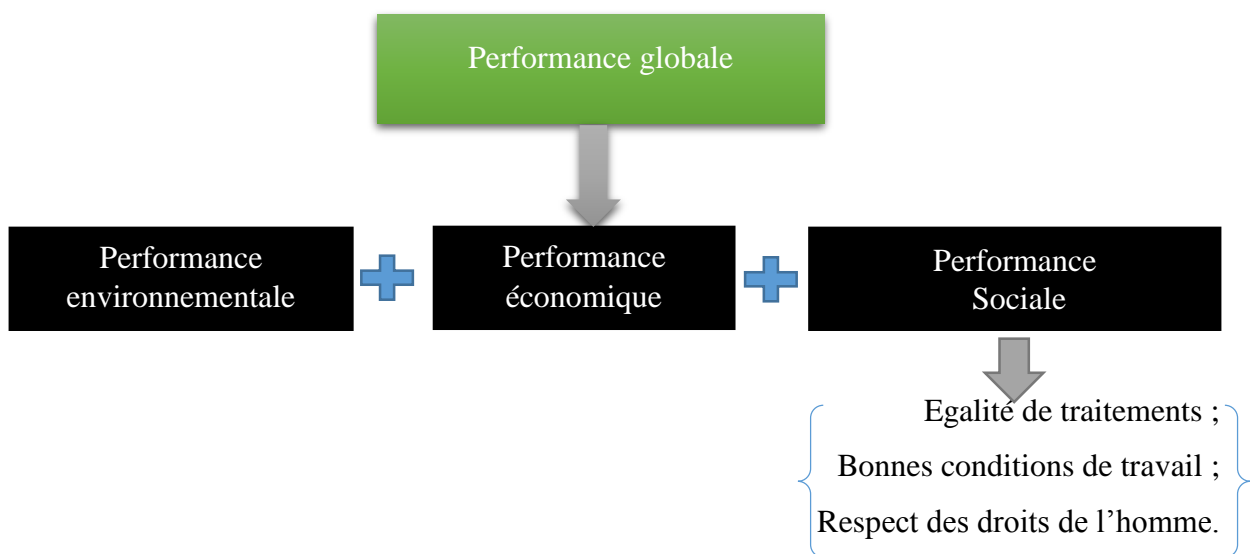 Performance globale
Performance
environnementale
Performance
économique
Performance
Sociale
Egalité de traitements ;
Bonnes conditions de travail ;
Respect des droits de l’homme.